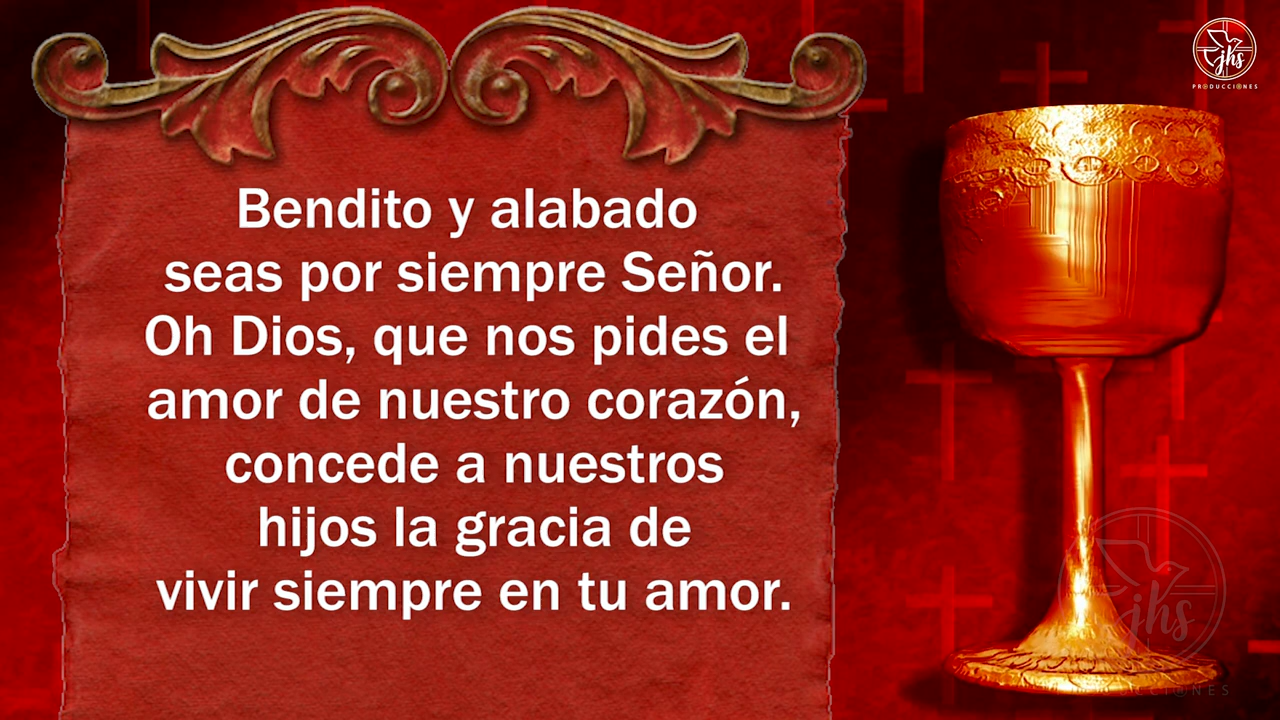 jhs
PRODUCCIONES
Bendito y alabado
seas por siempre Señor.
Oh Dios, que nos pides el
amor de nuestro corazón,
concede a nuestros
hijos la gracia de
vivir siempre en tu amor.
jhs
PRODUCCIONES